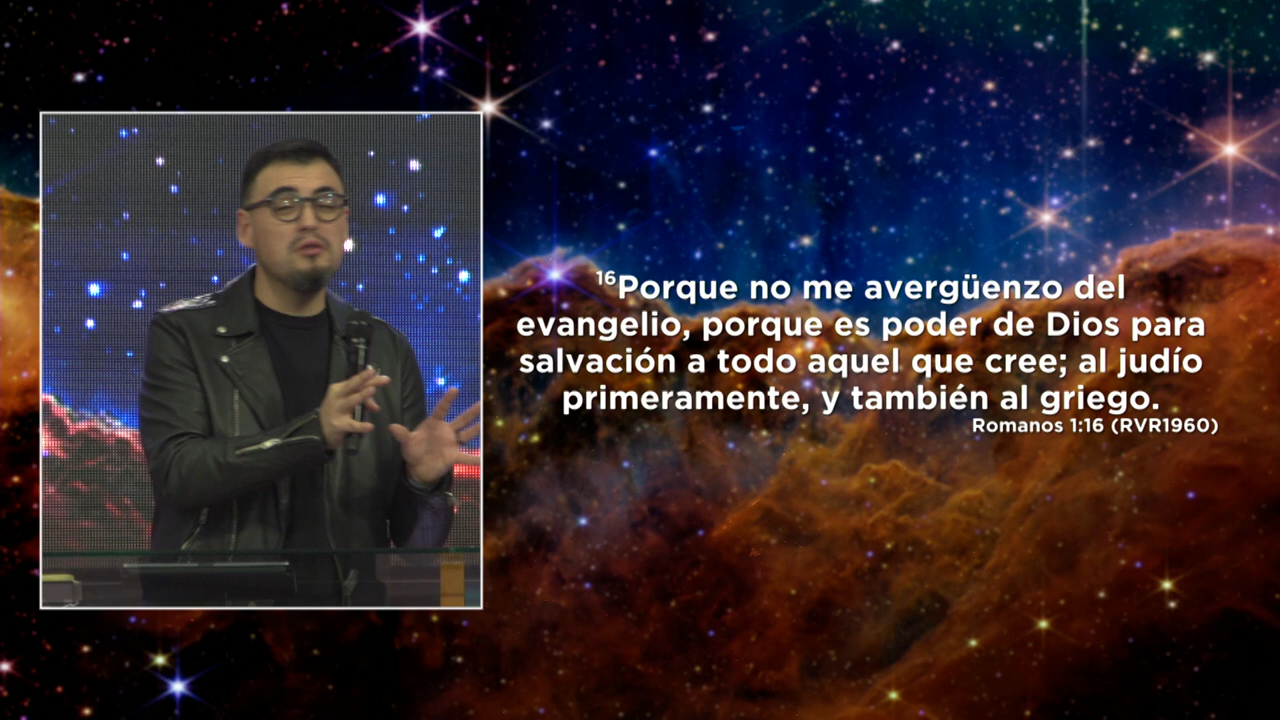 ¹⁶Porque no me avergüenzo del
evangelio, porque es poder de Dios para
salvación a todo aquel que cree; al judío
primeramente, y también al griego.
Romanos 1:16 (RVR1960)